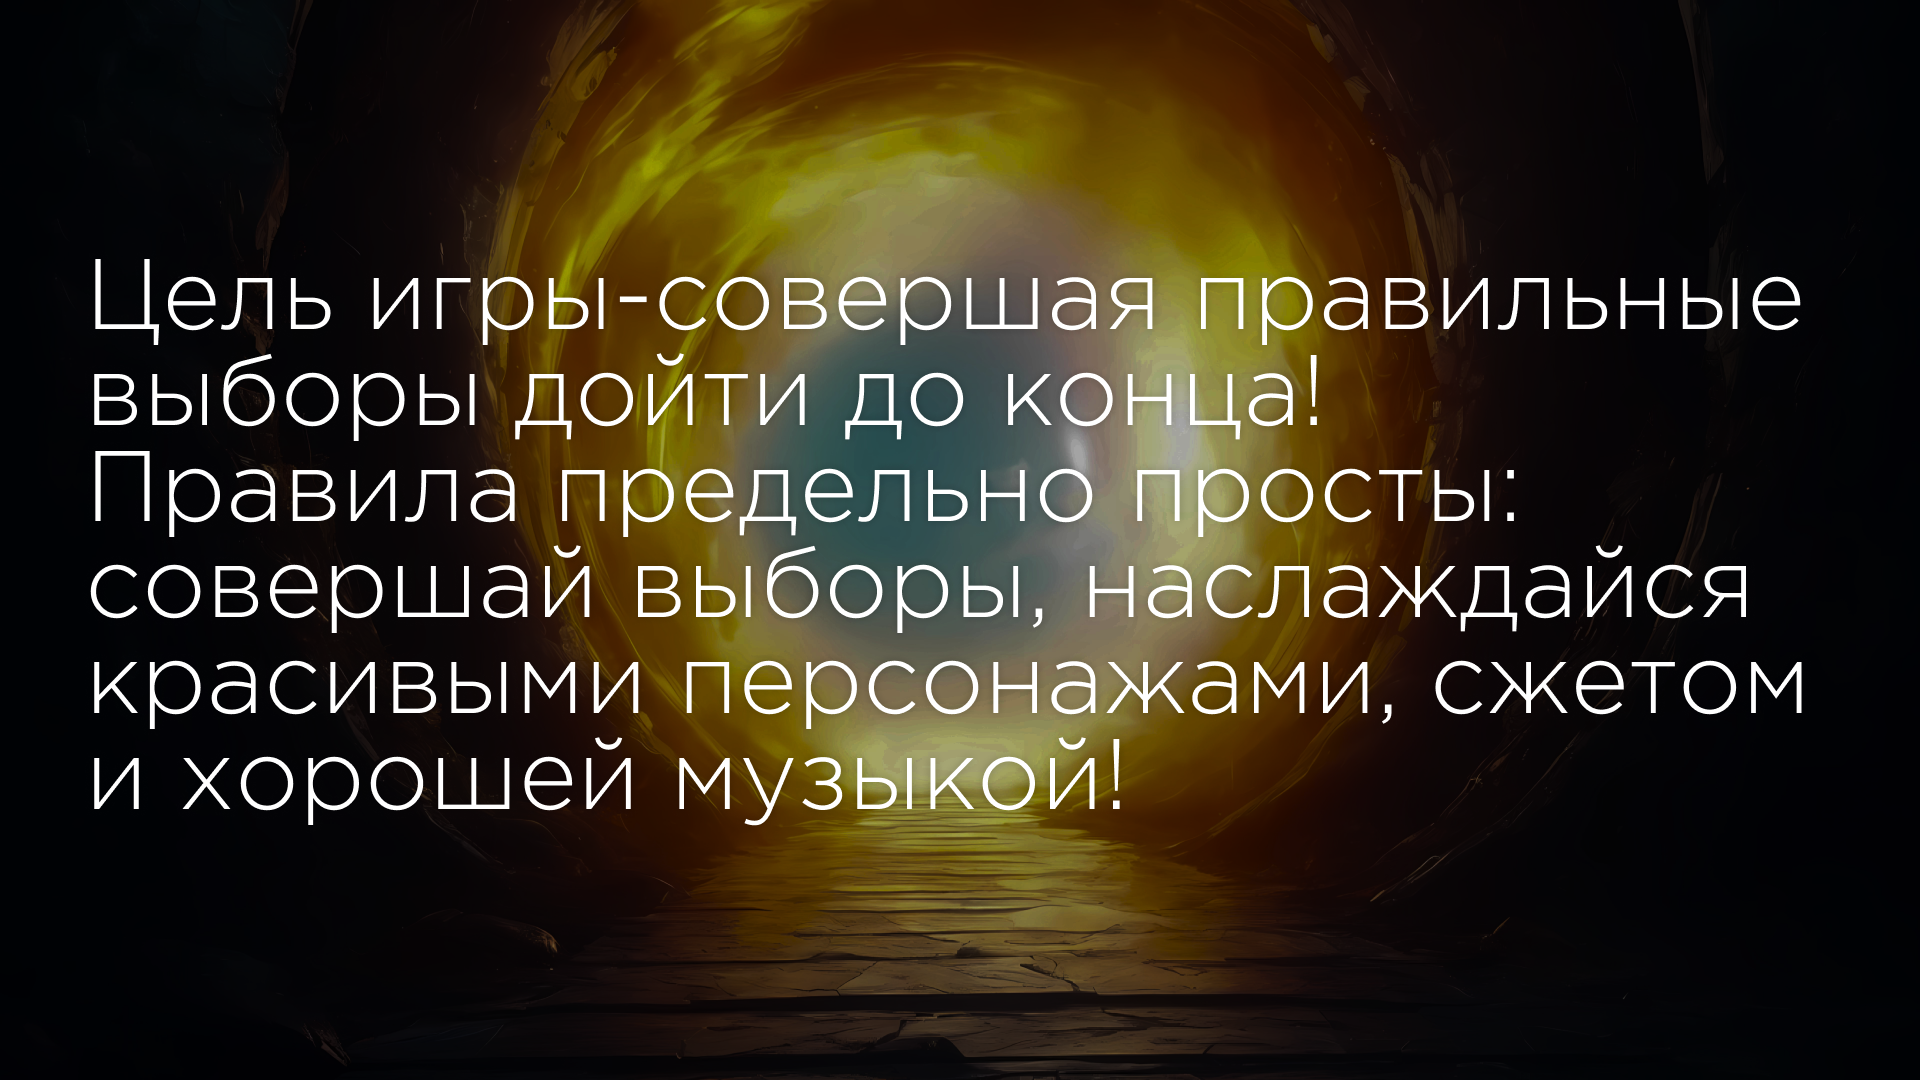 Цель игры-совершая правильные
выборы дойти до конца!
Правила предельно просты:
совершай выборы, наслаждайся
красивыми персонажами, сжетом
и хорошей музыкой!